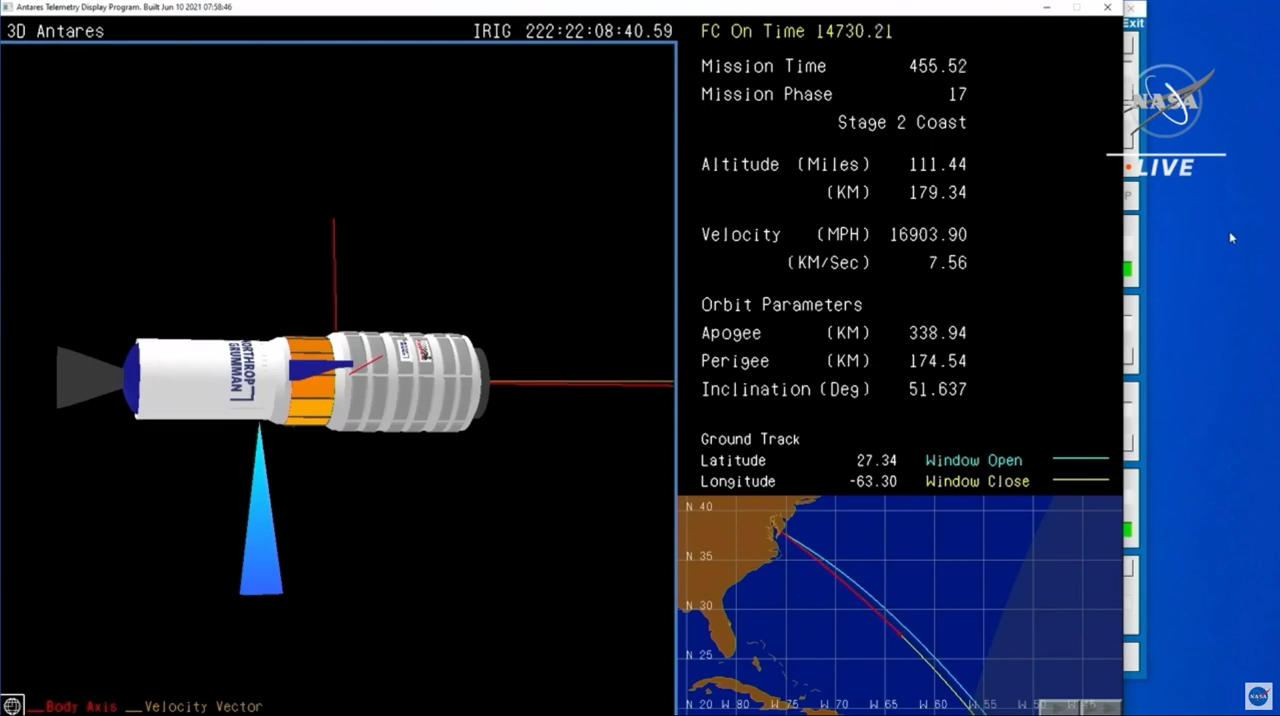 Antares Telemetry Display Program. Built Jun 10 2021 07:58:46
Exit
3D Antares
IRIG 222:22:08:40.59
FC On Time 14730.21
Mission Time 455.52
Mission Phase 17
Stage 2 Coast
Altitude (Miles) 111.44
(KM) 179.34
Velocity (MPH) 16903.90
(KM/Sec) 7.56
Orbit Parameters
Apogee (KM) 338.94
Perigee (KM) 174.54
Inclination (Deg) 51.637
Ground Track
Latitude 27.34 Window Open
Longitude -63.30 Window Close
NASA
LIVE
P
NORTHROP
GRUMMAN
N 40
N 35
N 30
N 25
N 20 W 80 W 75 W 70 W 65 W 60 W 55 W 50 W 45
Body Axis Velocity Vector
NASA